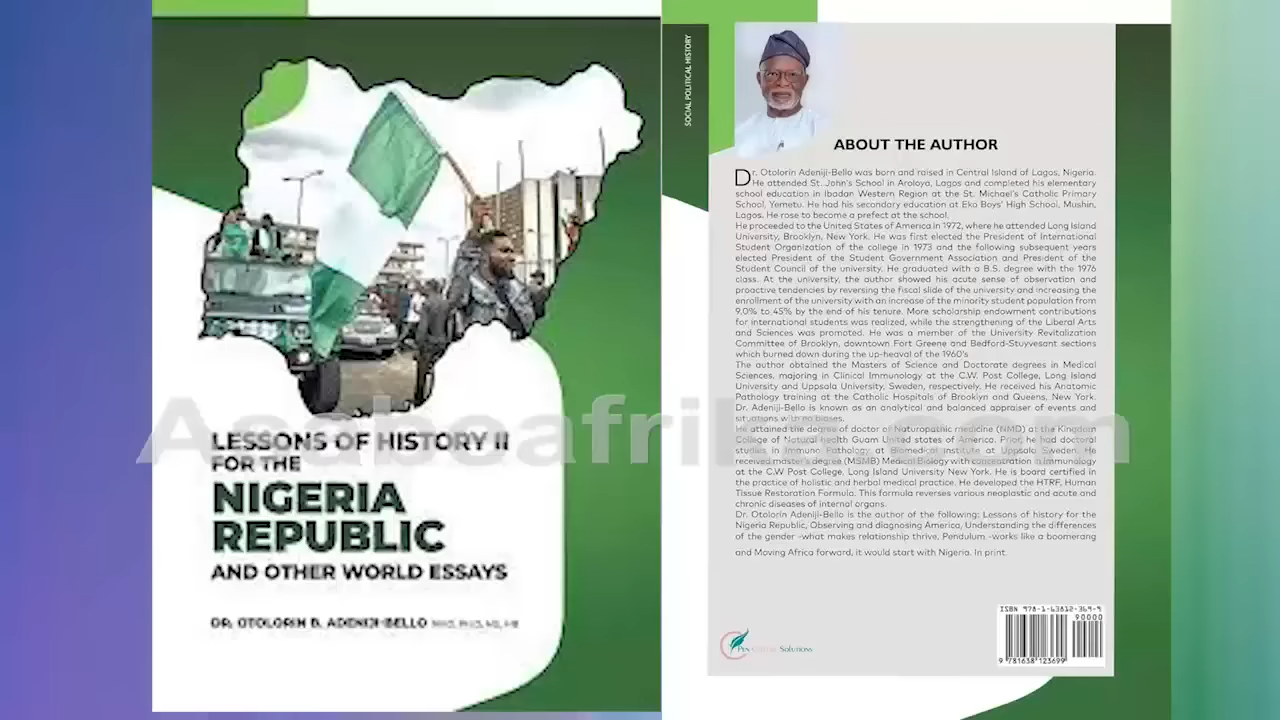 LESSONS OF HISTORY II
FOR THE
NIGERIA
REPUBLIC
AND OTHER WORLD ESSAYS
DR. OTOLORIN B. ADENIJI-BELLO
SOCIAL POLITICAL HISTORY
ABOUT THE AUTHOR
Dr. Otolorin Adeniji-Bello was born and raised in Central Island of Lagos, Nigeria.
He attended St. John's School in Aroloya, Lagos and completed his elementary
school education in Ibadan Western Region at the St. Michael's Catholic Primary
School, Yemetu. He had his secondary education at Eko Boys' High School, Mushin,
Lagos. He rose to become a prefect at the school.
He proceeded to the United States of America.In 1972, where he attended Long Island
University, Brooklyn, New York. He was first elected the President of International
Student Organization of the college in 1973 and the following subsequent years
elected President of the Student Government Association and President of the
Student Council of the university. He graduated with a B.S. degree with the 1976
class. At the university, the author showed his acute sense of observation and
proactive tendencies by reversing the fiscal slide of the university and increasing the
enrollment of the university with an increase of the minority student population from
9.0% to 45% by the end of his tenure. More scholarship endowment contributions
for international students was realized, while the strengthening of the Liberal Arts
and Sciences was promoted. He was a member of the University Revitalization
Committee of Brooklyn, downtown Fort Greene and Bedford-Stuyvesant sections
which burned down during the up-heaval of the 1960's
The author obtained the Masters of Science and Doctorate degrees in Medical
Sciences, majoring in Clinical Immunology at the C.W. Post College, Long Island
University and Uppsala University, Sweden, respectively. He received his Anatomic
Pathology training at the Catholic Hospitals of Brooklyn and Queens, New York.
Dr. Adeniji-Bello is known as an analytical and balanced appraiser of events and
situations with no biases.
He attained the degree of doctor of Naturopathic medicine (NMD) at the Kingdom
College of Natural health Guam United states of America. Prior, he had doctoral
studies in Immuno Pathology at Biomedical institute at Uppsala Sweden. He
received master's degree (MSMB) Medical Biology with concentration in Immunology
at the C.W Post College, Long Island University New York. He is board certified in
the practice of holistic and herbal medical practice. He developed the HTRF, Human
Tissue Restoration Formula. This formula reverses various neoplastic and acute and
chronic diseases of internal organs.
Dr. Otolorin Adeniji-Bello is the author of the following: Lessons of history for the
Nigeria Republic, Observing and diagnosing America, Understanding the differences
of the gender -what makes relationship thrive, Pendulum -works like a boomerang
and Moving Africa forward, it would start with Nigeria. In print.
ISBN 978-1-63812-369-9
90000
9 781638 123699
Solutions